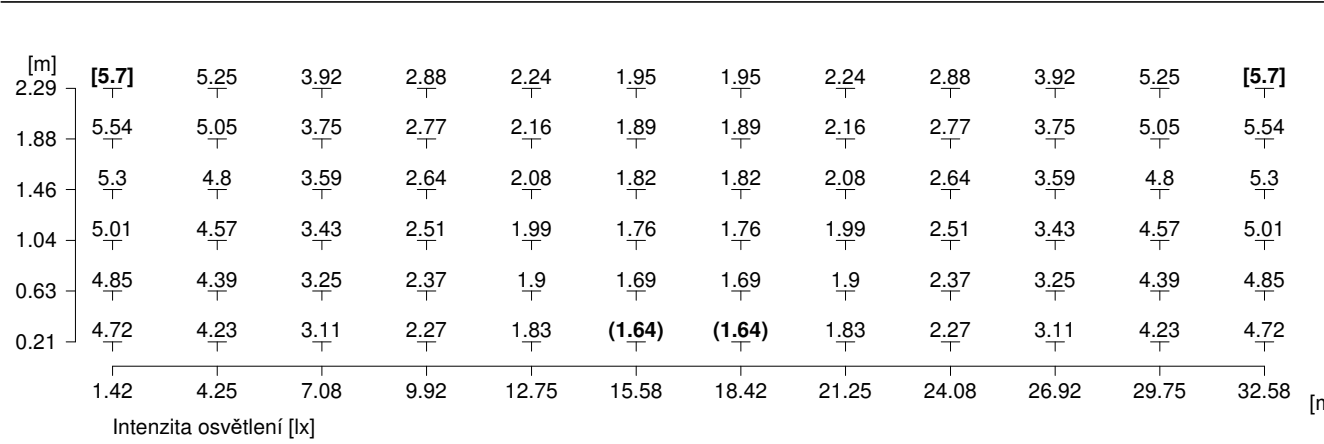 [m]
2.29 [5.7] 5.25 3.92 2.88 2.24 1.95 1.95 2.24 2.88 3.92 5.25 [5.7]
1.88 5.54 5.05 3.75 2.77 2.16 1.89 1.89 2.16 2.77 3.75 5.05 5.54
1.46 5.3 4.8 3.59 2.64 2.08 1.82 1.82 2.08 2.64 3.59 4.8 5.3
1.04 5.01 4.57 3.43 2.51 1.99 1.76 1.76 1.99 2.51 3.43 4.57 5.01
0.63 4.85 4.39 3.25 2.37 1.9 1.69 1.69 1.9 2.37 3.25 4.39 4.85
0.21 4.72 4.23 3.11 2.27 1.83 (1.64) (1.64) 1.83 2.27 3.11 4.23 4.72
1.42 4.25 7.08 9.92 12.75 15.58 18.42 21.25 24.08 26.92 29.75 32.58
Intenzita osvětlení [lx]